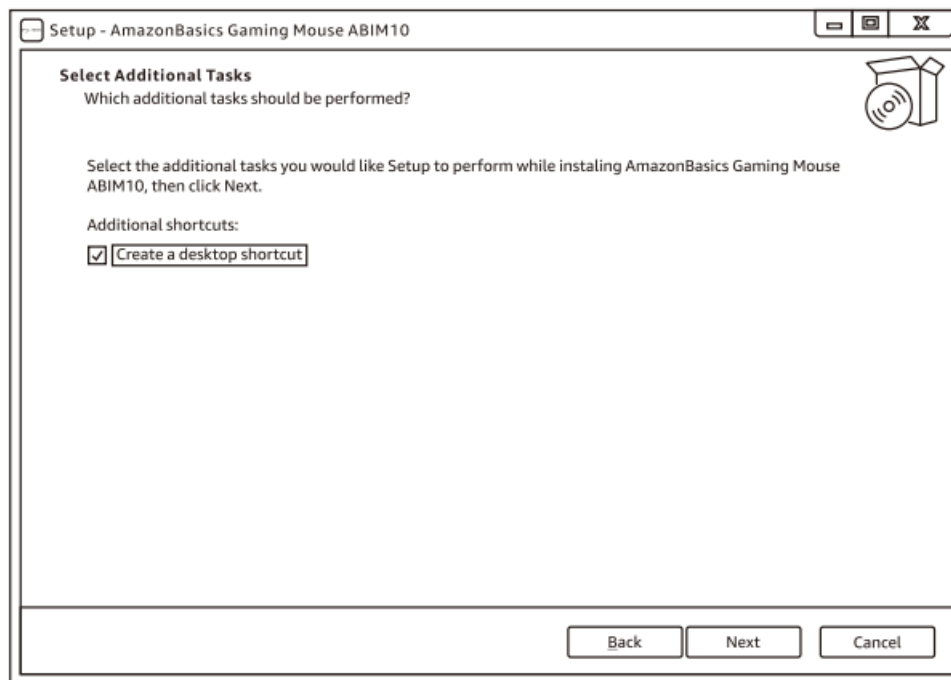 Setup - AmazonBasics Gaming Mouse ABIM10
Select Additional Tasks
Which additional tasks should be performed?
Select the additional tasks you would like Setup to perform while instaling AmazonBasics Gaming Mouse
ABIM10, then click Next.
Additional shortcuts:
Create a desktop shortcut
Back
Next
Cancel